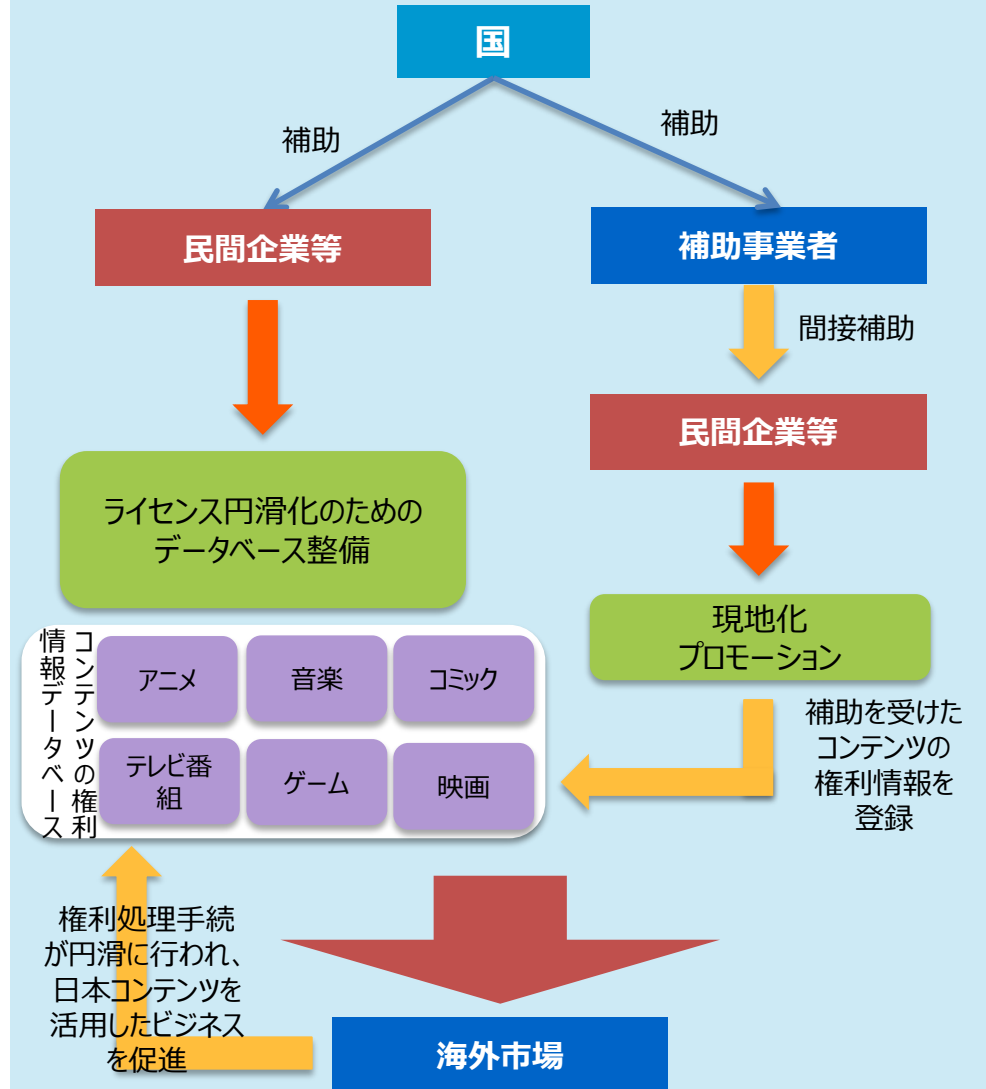 国
補助
補助
民間企業等
補助事業者
間接補助
民間企業等
ライセンス円滑化のための
データベース整備
現地化
プロモーション
コンテンツの権利
情報データベース
アニメ
音楽
コミック
テレビ番
組
ゲーム
映画
補助を受けた
コンテンツの
権利情報を
登録
権利処理手続
が円滑に行われ、
日本コンテンツを
活用したビジネス
を促進
海外市場